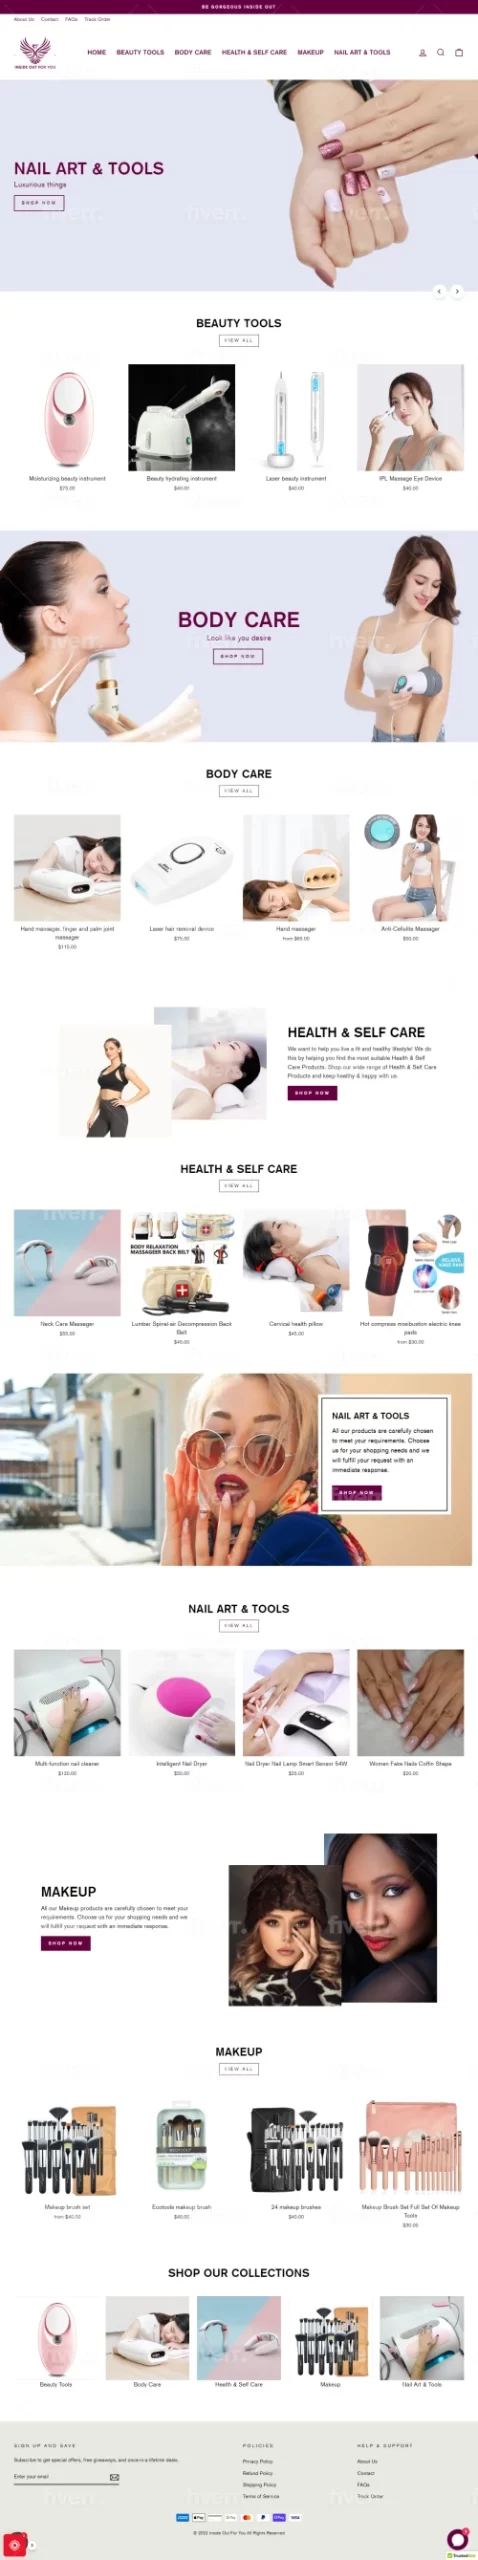 BE GORGEOUS INSIDE OUT
About Us Contact FAQs Track Order
INSIDE OUT FOR YOU
HOME BEAUTY TOOLS BODY CARE HEALTH & SELF CARE MAKEUP NAIL ART & TOOLS
NAIL ART & TOOLS
Luxurious things
SHOP NOW
fiverr.
BEAUTY TOOLS
VIEW ALL
Moisturizing beauty instrument
$75.00
Beauty hydrating instrument
$40.00
Laser beauty instrument
$40.00
IPL Massage Eye Device
$40.00
BODY CARE
Look like you desire
SHOP NOW
BODY CARE
VIEW ALL
Hand massager, finger and palm joint
massager
$115.00
Laser hair removal device
$75.00
Hand massager
from $85.00
Anti-Cellulite Massager
$50.00
HEALTH & SELF CARE
We want to help you live a fit and healthy lifestyle! We do
this by helping you find the most suitable Health & Self
Care Products. Shop our wide range of Health & Self Care
Products and keep healthy & happy with us.
SHOP NOW
HEALTH & SELF CARE
VIEW ALL
BODY RELAXATION
MASSAGEER BACK BELT
RELIEVE
KNEE PAIN
Neck Care Massager
$55.00
Lumbar Spinal-air Decompression Back
Belt
$45.00
Cervical health pillow
$45.00
Hot compress moxibustion electric knee
pads
from $30.00
NAIL ART & TOOLS
All our products are carefully chosen
to meet your requirements. Choose
us for your shopping needs and we
will fulfill your request with an
immediate response.
SHOP NOW
NAIL ART & TOOLS
VIEW ALL
Multi-function nail cleaner
$120.00
Intelligent Nail Dryer
$50.00
Nail Dryer Nail Lamp Smart Sensor 54W
$25.00
Women Fake Nails Coffin Shape
$20.00
MAKEUP
All our Makeup products are carefully chosen to meet your
requirements. Choose us for your shopping needs and we
will fulfill your request with an immediate response.
SHOP NOW
MAKEUP
VIEW ALL
Makeup brush set
from $40.00
Ecotools makeup brush
$40.00
24 makeup brushes
$40.00
Makeup Brush Set Full Set Of Makeup
Tools
$30.00
SHOP OUR COLLECTIONS
Beauty Tools
Body Care
Health & Self Care
Makeup
Nail Art & Tools
SIGN UP AND SAVE
Subscribe to get special offers, free giveaways, and once-in-a-lifetime deals.
Enter your email
POLICIES
Privacy Policy
Refund Policy
Shipping Policy
Terms of Service
HELP & SUPPORT
About Us
Contact
FAQs
Track Order
© 2022 Inside Out For You All Rights Reserved
TrustedSite